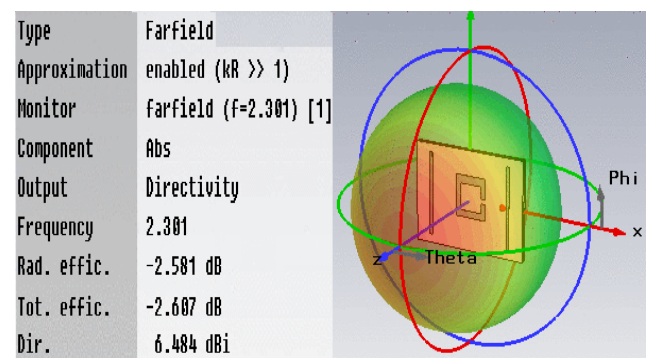 Type Farfield
Approximation enabled (kR >> 1)
Monitor farfield (f=2.301) [1]
Component Abs
Output Directivity
Frequency 2.301
Rad. effic. -2.501 dB
Tot. effic. -2.607 dB
Dir. 6.484 dBi
Phi
x
z
Theta